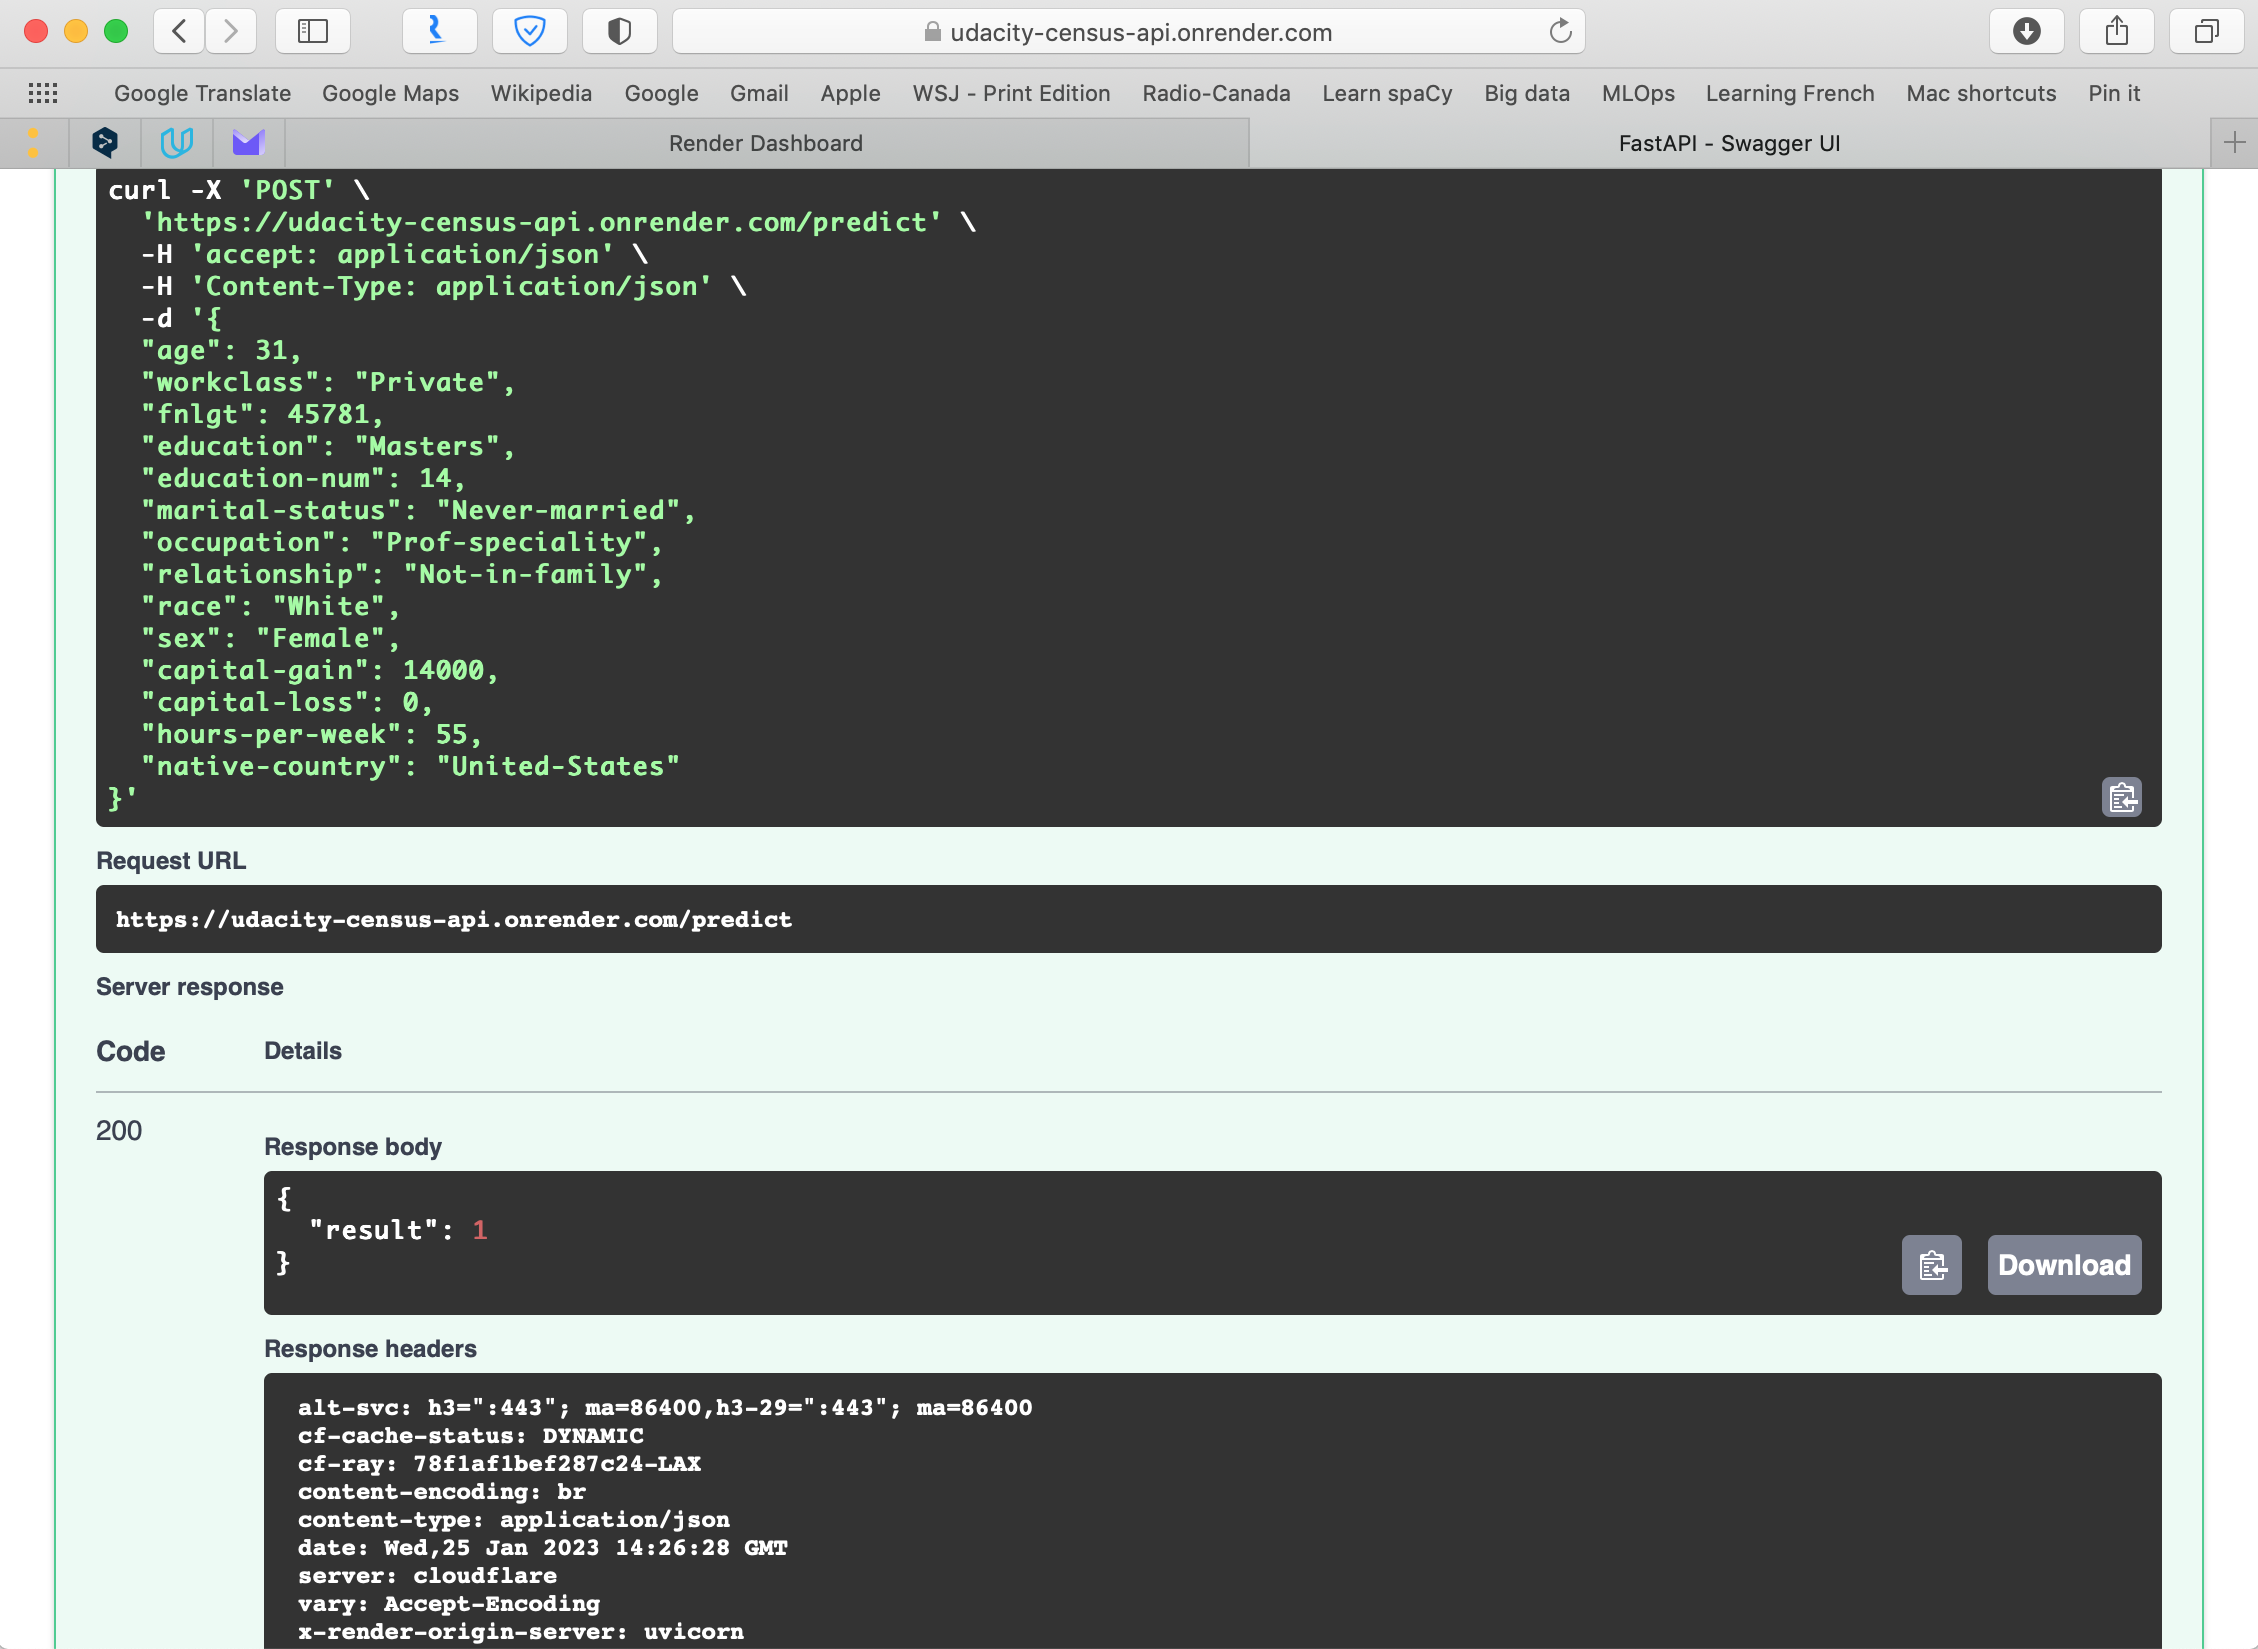 udacity-census-api.onrender.com
Google Translate Google Maps Wikipedia Google Gmail Apple WSJ - Print Edition Radio-Canada Learn spaCy Big data MLOps Learning French Mac shortcuts Pin it
Render Dashboard FastAPI - Swagger UI
curl -X 'POST' \
'https://udacity-census-api.onrender.com/predict' \
-H 'accept: application/json' \
-H 'Content-Type: application/json' \
-d '{
"age": 31,
"workclass": "Private",
"fnlgt": 45781,
"education": "Masters",
"education-num": 14,
"marital-status": "Never-married",
"occupation": "Prof-speciality",
"relationship": "Not-in-family",
"race": "White",
"sex": "Female",
"capital-gain": 14000,
"capital-loss": 0,
"hours-per-week": 55,
"native-country": "United-States"
}'
Request URL
https://udacity-census-api.onrender.com/predict
Server response
Code Details
200
Response body
{
"result": 1
}
Download
Response headers
alt-svc: h3=":443"; ma=86400,h3-29=":443"; ma=86400
cf-cache-status: DYNAMIC
cf-ray: 78f1af1bef287c24-LAX
content-encoding: br
content-type: application/json
date: Wed,25 Jan 2023 14:26:28 GMT
server: cloudflare
vary: Accept-Encoding
x-render-origin-server: uvicorn